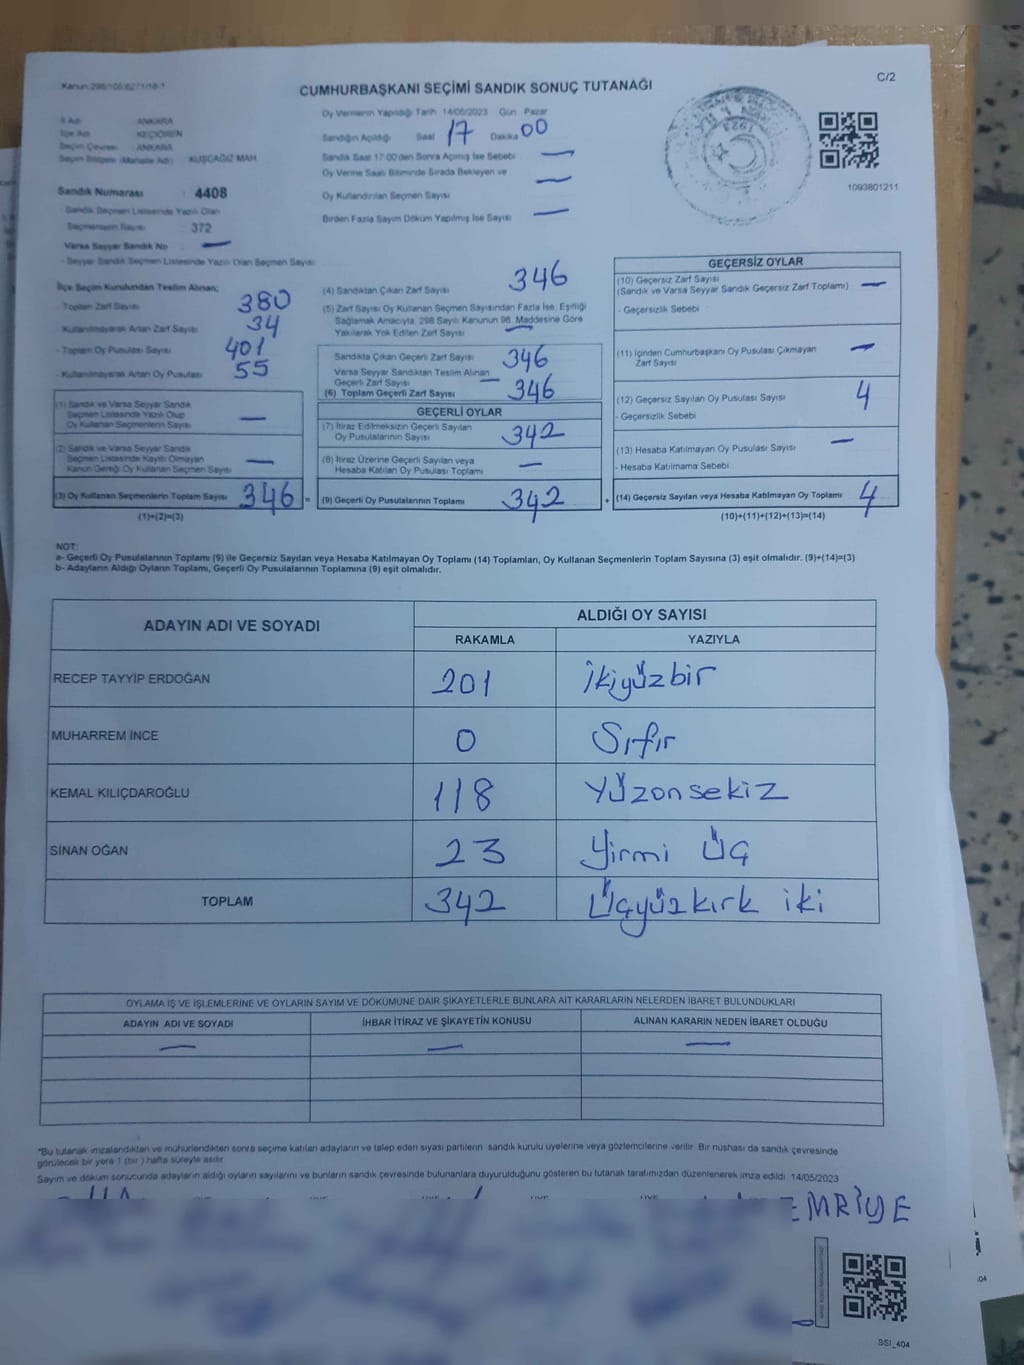 Kanun:298/105;6271/18-1
C/2
CUMHURBAŞKANI SEÇİMİ SANDIK SONUÇ TUTANAĞI
İli Adı ANKARA
İlçe Adı KEÇİÖREN
Seçim Çevresi ANKARA
Seçim Bölgesi (Mahalle Adı) KUŞCAĞIZ MAH.
Sandık Numarası : 4408
- Sandık Seçmen Listesinde Yazılı Olan
Seçmenlerin Sayısı : 372
Varsa Seyyar Sandık No : —
- Seyyar Sandık Seçmen Listesinde Yazılı Olan Seçmen Sayısı:
Oy Vermenin Yapıldığı Tarih 14/05/2023 Gün Pazar
Sandığın Açıldığı Saat 17 Dakika 00
Sandık Saat 17:00'den Sonra Açılmış İse Sebebi —
Oy Verme Saati Bitiminde Sırada Bekleyen ve
Oy Kullandırılan Seçmen Sayısı —
Birden Fazla Sayım Döküm Yapılmış İse Sayısı —
1923
1093801211
İlçe Seçim Kurulundan Teslim Alınan;
Toplam Zarf Sayısı 380
- Kullanılmayarak Artan Zarf Sayısı 34
- Toplam Oy Pusulası Sayısı 401
- Kullanılmayarak Artan Oy Pusulası 55
(1) Sandık ve Varsa Seyyar Sandık
Seçmen Listesinde Yazılı Olup
Oy Kullanan Seçmenlerin Sayısı —
(2) Sandık ve Varsa Seyyar Sandık
Seçmen Listesinde Kayıtlı Olmayan
Kanun Gereği Oy Kullanan Seçmen Sayısı —
(3) Oy Kullanan Seçmenlerin Toplam Sayısı 346 =
(1)+(2)=(3)
(4) Sandıktan Çıkan Zarf Sayısı 346
(5) Zarf Sayısı Oy Kullanan Seçmen Sayısından Fazla İse, Eşitliği
Sağlamak Amacıyla, 298 Sayılı Kanunun 98. Maddesine Göre
Yakılarak Yok Edilen Zarf Sayısı —
Sandıkta Çıkan Geçerli Zarf Sayısı 346
Varsa Seyyar Sandıktan Teslim Alınan
Geçerli Zarf Sayısı —
(6) Toplam Geçerli Zarf Sayısı 346
GEÇERLİ OYLAR
(7) İtiraz Edilmeksizin Geçerli Sayılan
Oy Pusulalarının Sayısı 342
(8) İtiraz Üzerine Geçerli Sayılan veya
Hesaba Katılan Oy Pusulası Toplamı —
(9) Geçerli Oy Pusulalarının Toplamı 342 +
GEÇERSİZ OYLAR
(10) Geçersiz Zarf Sayısı
(Sandık ve Varsa Seyyar Sandık Geçersiz Zarf Toplamı) —
- Geçersizlik Sebebi
(11) İçinden Cumhurbaşkanı Oy Pusulası Çıkmayan
Zarf Sayısı —
(12) Geçersiz Sayılan Oy Pusulası Sayısı 4
- Geçersizlik Sebebi
(13) Hesaba Katılmayan Oy Pusulası Sayısı —
- Hesaba Katılmama Sebebi
(14) Geçersiz Sayılan veya Hesaba Katılmayan Oy Toplamı 4
(10)+(11)+(12)+(13)=(14)
NOT:
a- Geçerli Oy Pusulalarının Toplamı (9) ile Geçersiz Sayılan veya Hesaba Katılmayan Oy Toplamı (14) Toplamları, Oy Kullanan Seçmenlerin Toplam Sayısına (3) eşit olmalıdır. (9)+(14)=(3)
b- Adayların Aldığı Oyların Toplamı, Geçerli Oy Pusulalarının Toplamına (9) eşit olmalıdır.
ADAYIN ADI VE SOYADI
ALDIĞI OY SAYISI
RAKAMLA YAZIYLA
RECEP TAYYİP ERDOĞAN 201 İkiyüzbir
MUHARREM İNCE 0 Sıfır
KEMAL KILIÇDAROĞLU 118 Yüzonsekiz
SİNAN OĞAN 23 Yirmi Üç
TOPLAM 342 Üçyüzkırk iki
OYLAMA İŞ VE İŞLEMLERİNE VE OYLARIN SAYIM VE DÖKÜMÜNE DAİR ŞİKAYETLERLE BUNLARA AİT KARARLARIN NELERDEN İBARET BULUNDUKLARI
ADAYIN ADI VE SOYADI İHBAR İTİRAZ VE ŞİKAYETİN KONUSU ALINAN KARARIN NEDEN İBARET OLDUĞU
— — —
*Bu tutanak imzalandıktan ve mühürlendikten sonra seçime katılan adayların ve talep eden siyasi partilerin sandık kurulu üyelerine veya gözlemcilerine verilir. Bir nüshası da sandık çevresinde
görülecek bir yere 1 (bir) hafta süreyle asılır.
Sayım ve döküm sonucunda adayların aldığı oyların sayılarını ve bunların sandık çevresinde bulunanlara duyurulduğunu gösteren bu tutanak tarafımızdan düzenlenerek imza edildi. 14/05/2023
EMRİYE
SSI_404